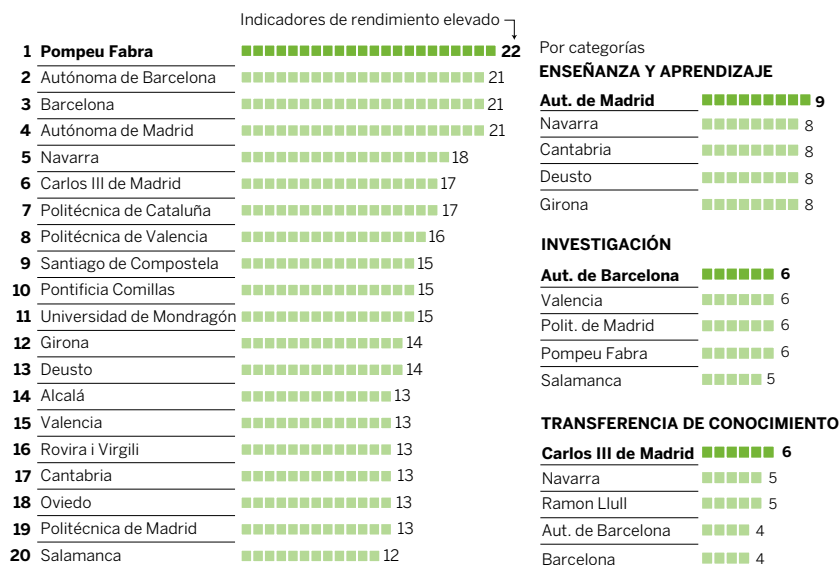 Indicadores de rendimiento elevado
1 Pompeu Fabra 22
2 Autónoma de Barcelona 21
3 Barcelona 21
4 Autónoma de Madrid 21
5 Navarra 18
6 Carlos III de Madrid 17
7 Politécnica de Cataluña 17
8 Politécnica de Valencia 16
9 Santiago de Compostela 15
10 Pontificia Comillas 15
11 Universidad de Mondragón 15
12 Girona 14
13 Deusto 14
14 Alcalá 13
15 Valencia 13
16 Rovira i Virgili 13
17 Cantabria 13
18 Oviedo 13
19 Politécnica de Madrid 13
20 Salamanca 12
Por categorías
ENSEÑANZA Y APRENDIZAJE
Aut. de Madrid 9
Navarra 8
Cantabria 8
Deusto 8
Girona 8
INVESTIGACIÓN
Aut. de Barcelona 6
Valencia 6
Polit. de Madrid 6
Pompeu Fabra 6
Salamanca 5
TRANSFERENCIA DE CONOCIMIENTO
Carlos III de Madrid 6
Navarra 5
Ramon Llull 5
Aut. de Barcelona 4
Barcelona 4